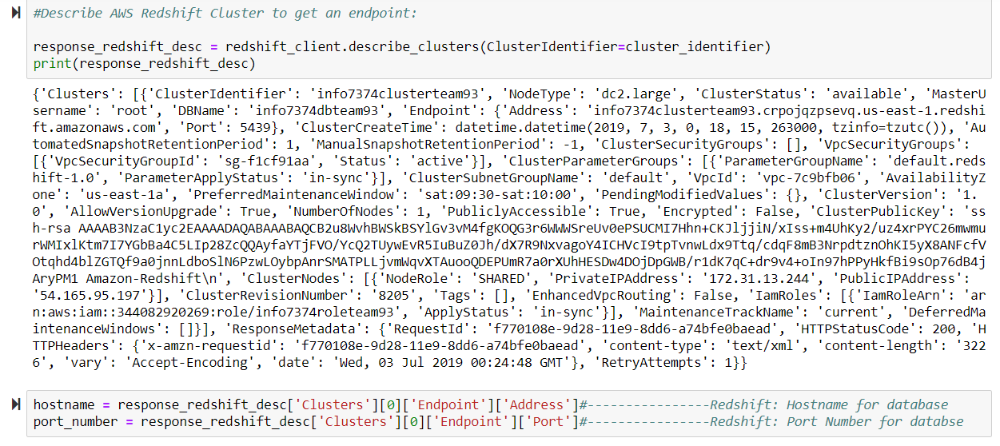 #Describe AWS Redshift Cluster to get an endpoint:
response_redshift_desc = redshift_client.describe_clusters(ClusterIdentifier=cluster_identifier)
print(response_redshift_desc)
{'Clusters': [{'ClusterIdentifier': 'info7374clusterteam93', 'NodeType': 'dc2.large', 'ClusterStatus': 'available', 'MasterU
sername': 'root', 'DBName': 'info7374dbteam93', 'Endpoint': {'Address': 'info7374clusterteam93.crpojqzpsevq.us-east-1.redshi
ft.amazonaws.com', 'Port': 5439}, 'ClusterCreateTime': datetime.datetime(2019, 7, 3, 0, 18, 15, 263000, tzinfo=tzutc()), 'Au
tomatedSnapshotRetentionPeriod': 1, 'ManualSnapshotRetentionPeriod': -1, 'ClusterSecurityGroups': [], 'VpcSecurityGroups':
[{'VpcSecurityGroupId': 'sg-f1cf91aa', 'Status': 'active'}], 'ClusterParameterGroups': [{'ParameterGroupName': 'default.reds
hift-1.0', 'ParameterApplyStatus': 'in-sync'}], 'ClusterSubnetGroupName': 'default', 'VpcId': 'vpc-7c9bfb06', 'AvailabilityZ
one': 'us-east-1a', 'PreferredMaintenanceWindow': 'sat:09:30-sat:10:00', 'PendingModifiedValues': {}, 'ClusterVersion': '1.
0', 'AllowVersionUpgrade': True, 'NumberOfNodes': 1, 'PubliclyAccessible': True, 'Encrypted': False, 'ClusterPublicKey': 'ss
h-rsa AAAAB3NzaC1yc2EAAAADAQABAAABAQCB2u8WvhBWSkBSYlGv3vM4fgKOQG3r6WWWSreUv0ePSUCMI7Hhn+CKJljjiN/xIss+m4UhKy2/uz4xrPYC26mwmu
rWMIxlKtm7I7YGbBa4C5LIp28ZcQQAyfaYTjFVO/YcQ2TUywEvR5IuBuZ0Jh/dX7R9NxvagoY4ICHVcI9tpTvnwLdx9Ttq/cdqF8mB3NrpdtznOhKI5yX8ANFcfV
Otqhd4blZGTQf9a0jnnLdboSlN6PzwLOybpAnrSMATPLLjvmWqvXTAuooQDEPUmR7a0rXUhHESDw4DOjDpGWB/r1dK7qC+dr9v4+oIn97hPPyHkfBi9sOp76dB4j
AryPM1 Amazon-Redshift\n', 'ClusterNodes': [{'NodeRole': 'SHARED', 'PrivateIPAddress': '172.31.13.244', 'PublicIPAddress':
'54.165.95.197'}], 'ClusterRevisionNumber': '8205', 'Tags': [], 'EnhancedVpcRouting': False, 'IamRoles': [{'IamRoleArn': 'ar
n:aws:iam::344082920269:role/info7374roleteam93', 'ApplyStatus': 'in-sync'}], 'MaintenanceTrackName': 'current', 'DeferredMa
intenanceWindows': []}], 'ResponseMetadata': {'RequestId': 'f770108e-9d28-11e9-8dd6-a74bfe0baead', 'HTTPStatusCode': 200, 'H
TTPHeaders': {'x-amzn-requestid': 'f770108e-9d28-11e9-8dd6-a74bfe0baead', 'content-type': 'text/xml', 'content-length': '322
6', 'vary': 'Accept-Encoding', 'date': 'Wed, 03 Jul 2019 00:24:48 GMT'}, 'RetryAttempts': 1}}
hostname = response_redshift_desc['Clusters'][0]['Endpoint']['Address']#----------------Redshift: Hostname for database
port_number = response_redshift_desc['Clusters'][0]['Endpoint']['Port']#----------------Redshift: Port Number for databse